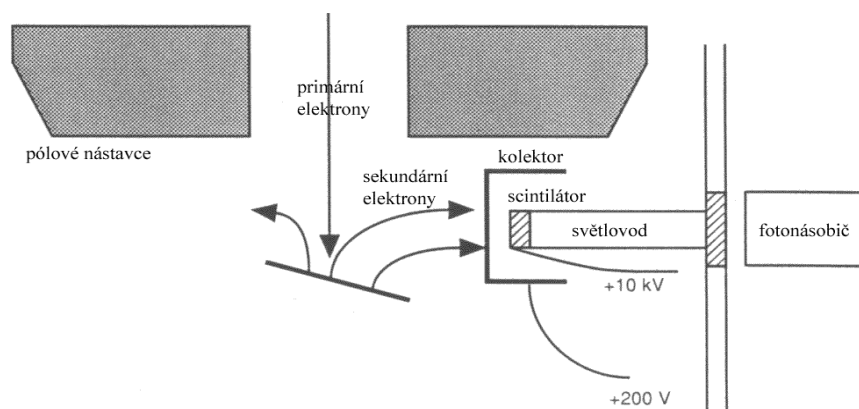 primární
elektrony
pólové nástavce
sekundární
elektrony
kolektor
scintilátor
světlovod
fotonásobič
+10 kV
+200 V